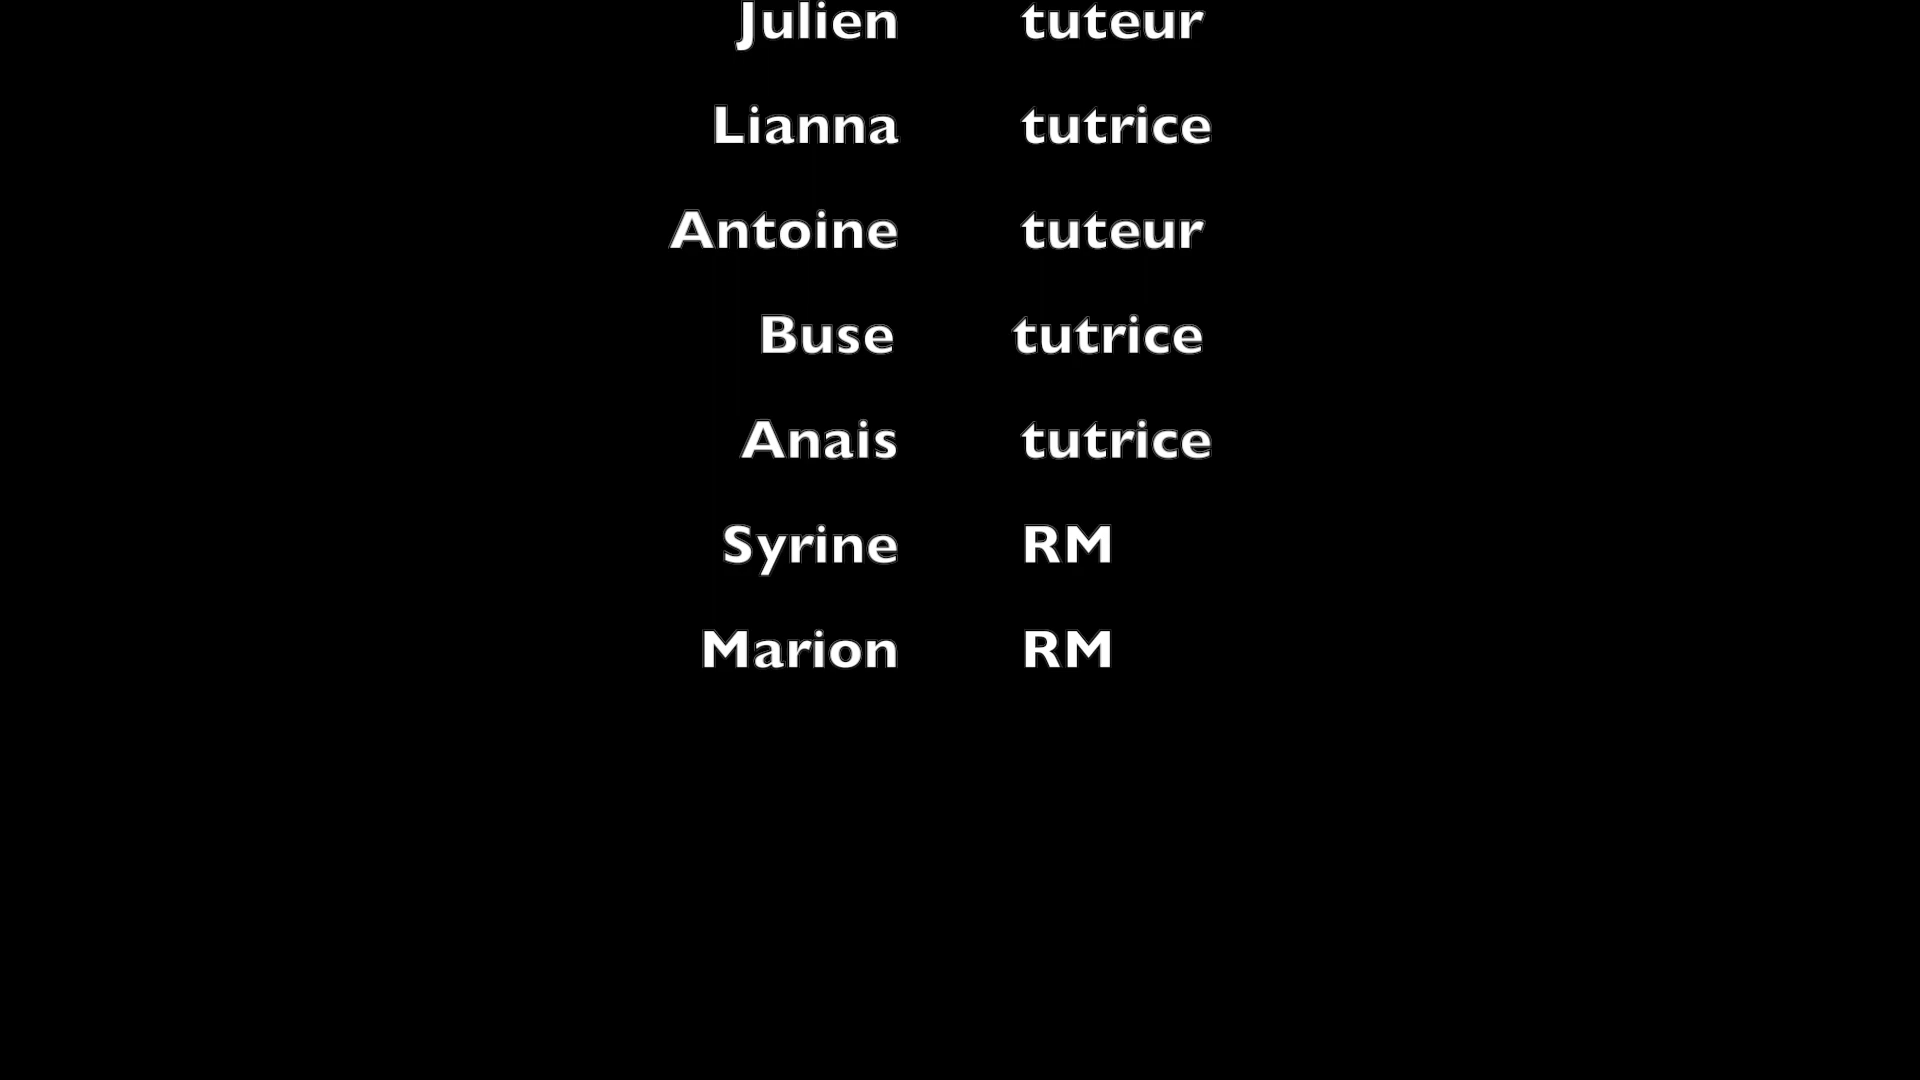 Julien tuteur
Lianna tutrice
Antoine tuteur
Buse tutrice
Anais tutrice
Syrine RM
Marion RM